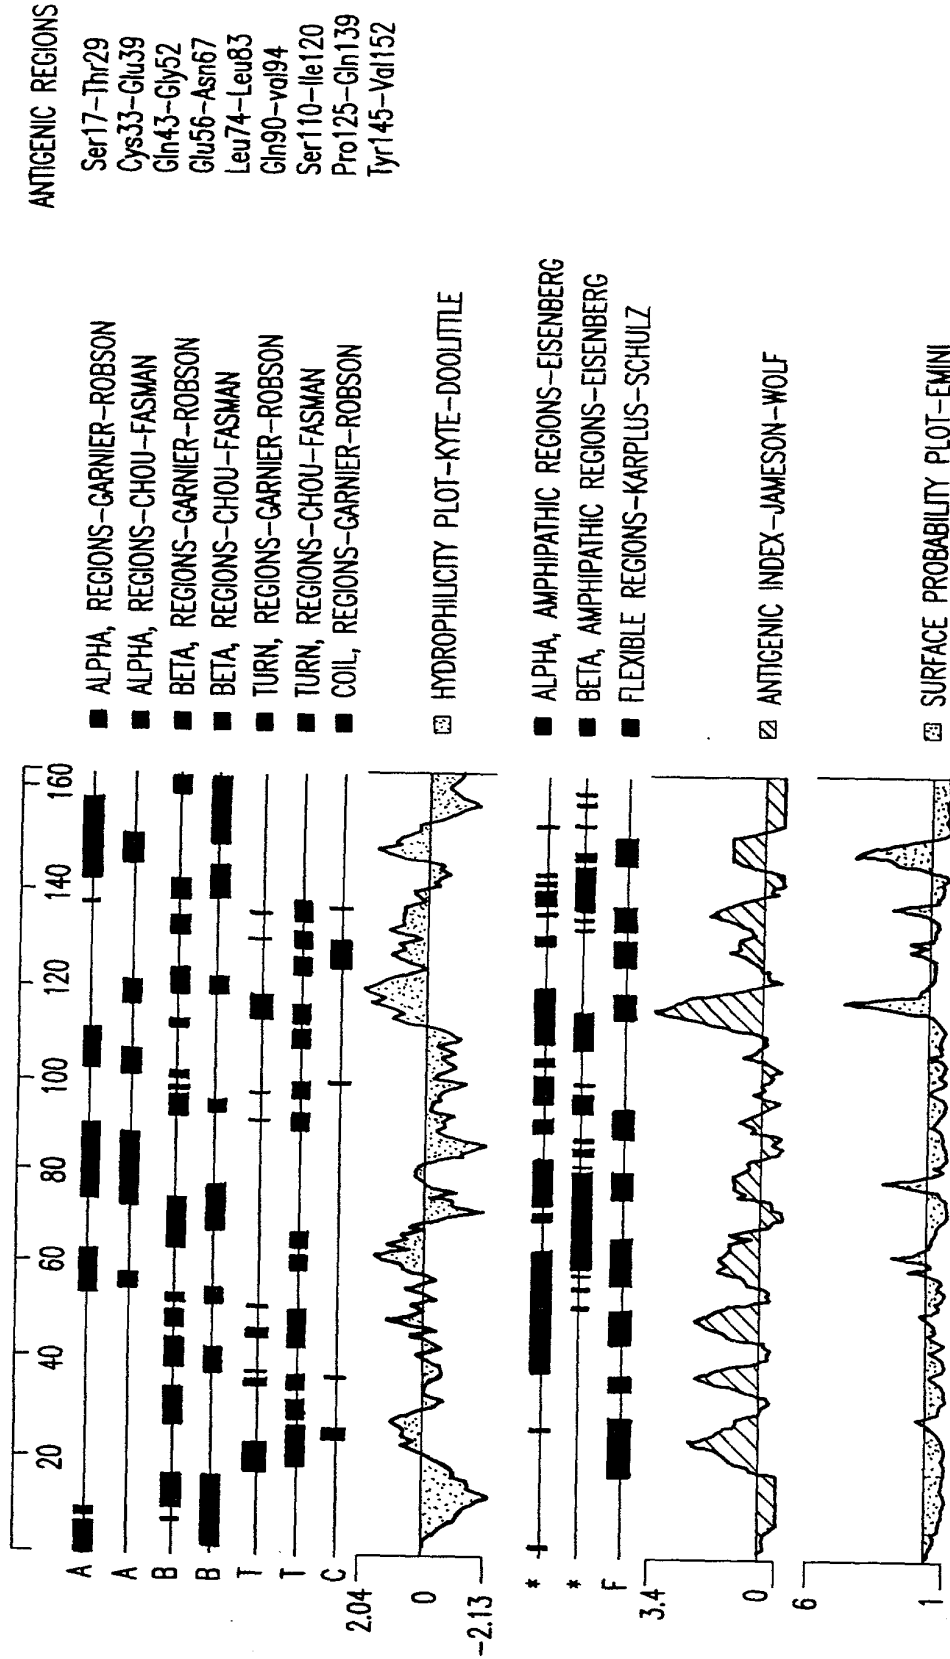 ANTIGENIC REGIONS
Ser17-Thr29
Cys33-Glu39
Gln43-Gly52
Glu56-Asn67
Leu74-Leu83
Gln90-val94
Ser110-Ile120
Pro125-Gln139
Tyr145-Val152
20 40 60 80 100 120 140 160
A ALPHA, REGIONS-GARNIER-ROBSON
A ALPHA, REGIONS-CHOU-FASMAN
B BETA, REGIONS-GARNIER-ROBSON
B BETA, REGIONS-CHOU-FASMAN
T TURN, REGIONS-GARNIER-ROBSON
T TURN, REGIONS-CHOU-FASMAN
C COIL, REGIONS-GARNIER-ROBSON
2.04
0 HYDROPHILICITY PLOT-KYTE-DOOLITTLE
-2.13
* ALPHA, AMPHIPATHIC REGIONS-EISENBERG
* BETA, AMPHIPATHIC REGIONS-EISENBERG
F FLEXIBLE REGIONS-KARPLUS-SCHULZ
3.4
0 ANTIGENIC INDEX-JAMESON-WOLF
6
1 SURFACE PROBABILITY PLOT-EMINI